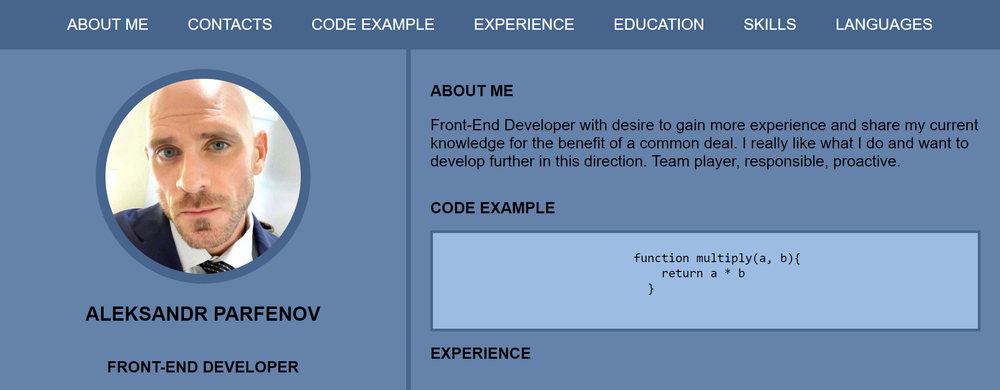 ABOUT ME CONTACTS CODE EXAMPLE EXPERIENCE EDUCATION SKILLS LANGUAGES
ALEKSANDR PARFENOV
FRONT-END DEVELOPER
ABOUT ME
Front-End Developer with desire to gain more experience and share my current
knowledge for the benefit of a common deal. I really like what I do and want to
develop further in this direction. Team player, responsible, proactive.
CODE EXAMPLE
function multiply(a, b){
return a * b
}
EXPERIENCE